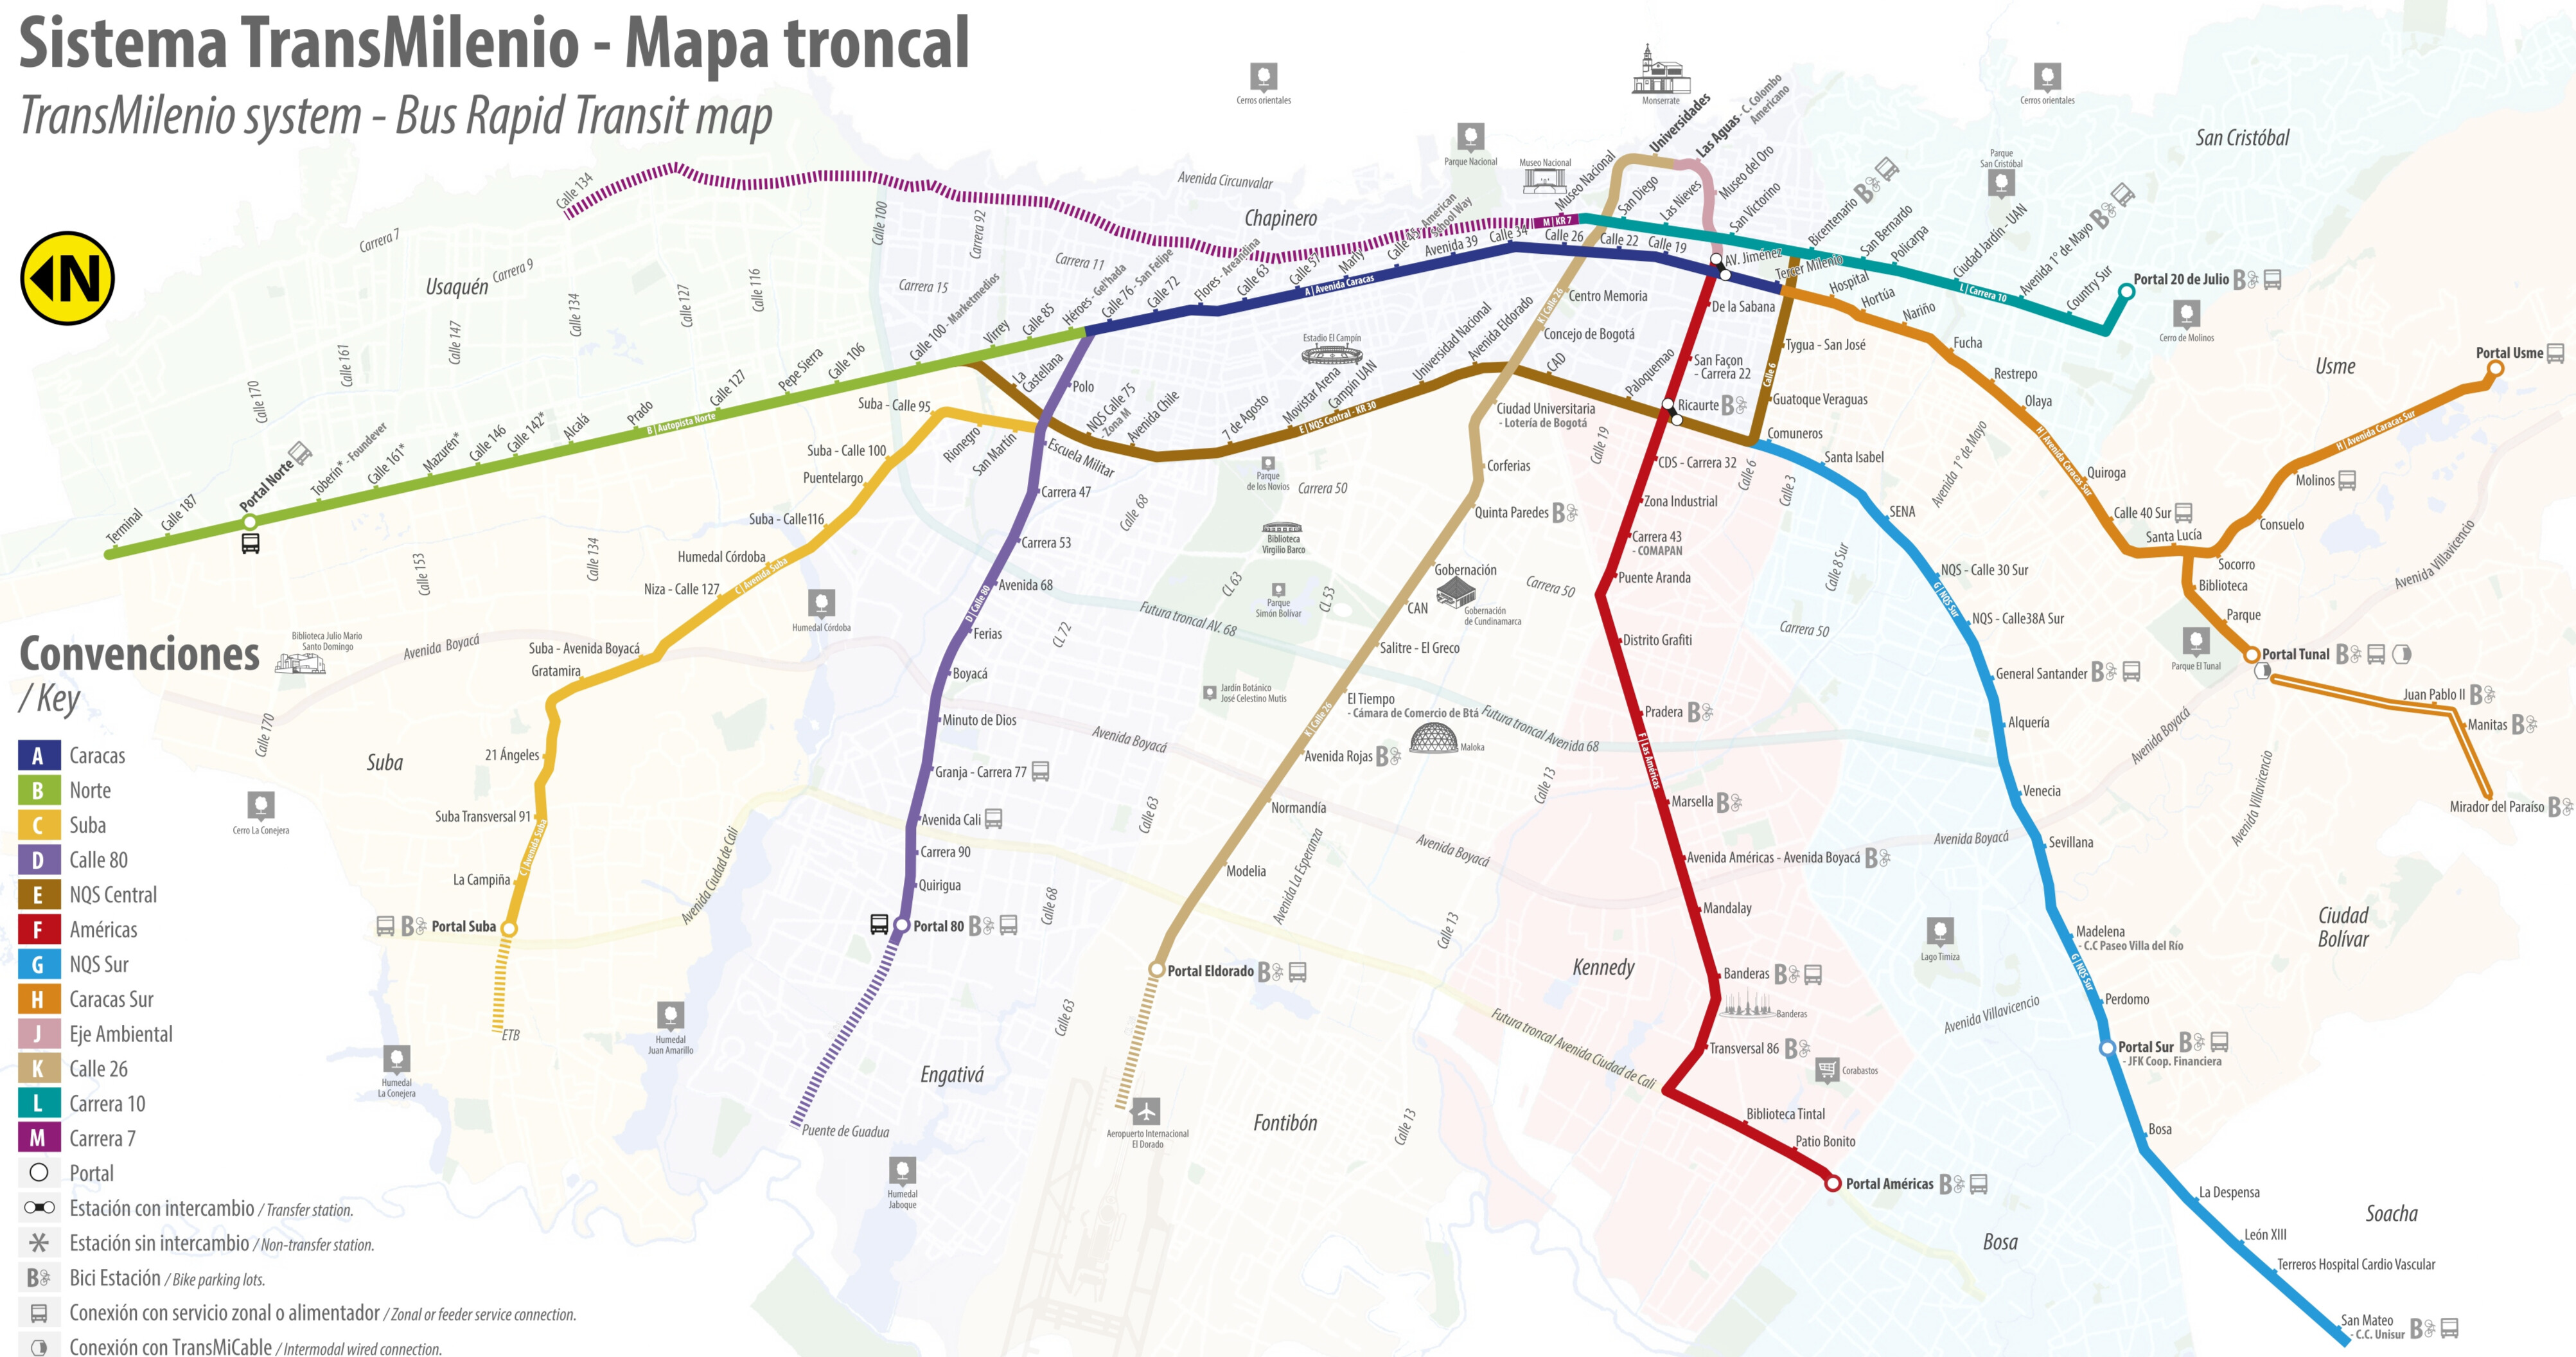 Sistema TransMilenio - Mapa troncal
TransMilenio system - Bus Rapid Transit map
N
Cerros orientales
Monserrate
Cerros orientales
San Cristóbal
Parque Nacional
Museo Nacional
Parque
San Cristóbal
Universidades
Las Aguas - C. Colombo
Americano
Museo Nacional
San Diego
Las Nieves
Museo del Oro
San Victorino
Bicentenario
San Bernardo
Policarpa
Ciudad Jardín - UAN
Avenida 1° de Mayo
Country Sur
Portal 20 de Julio
Cerro de Molinos
L | Carrera 10
M | KR 7
Calle 134
Avenida Circunvalar
Chapinero
Carrera 7
Usaquén
Carrera 9
Calle 134
Calle 127
Calle 116
Calle 100
Carrera 92
Carrera 11
Carrera 15
Calle 147
Calle 161
Calle 170
Terminal
Calle 187
Portal Norte
Toberín* - Foundever
Calle 161*
Mazurén*
Calle 146
Calle 142*
Alcalá
Prado
B | Autopista Norte
Calle 127
Pepe Sierra
Calle 106
Calle 100 - Marketmedios
Virrey
Calle 85
Héroes - Gel'hada
Calle 76 - San Felipe
Calle 72
Flores - Areandina
Calle 63
Calle 57
Marly
Calle 45 - American
School Way
Avenida 39
Calle 34
Calle 26
Calle 22
Calle 19
AV. Jiménez
Tercer Milenio
A | Avenida Caracas
Hospital
Hortúa
Nariño
Fucha
Restrepo
Olaya
H | Avenida Caracas Sur
Quiroga
Calle 40 Sur
Santa Lucía
Socorro
Consuelo
Molinos
H | Avenida Caracas Sur
Portal Usme
Usme
Biblioteca
Parque
Parque El Tunal
Portal Tunal
Juan Pablo II
Manitas
Mirador del Paraíso
Avenida Villavicencio
Avenida Boyacá
Avenida Villavicencio
La
Castellana
NQS Calle 75
- Zona M
Avenida Chile
7 de Agosto
Movistar Arena
Campín UAN
Estadio El Campín
E | NQS Central - KR 30
Universidad Nacional
Avenida Eldorado
CAD
Paloquemao
Ricaurte
Comuneros
Guatoque Veraguas
Tygua - San José
Calle 6
De la Sabana
San Façon
- Carrera 22
CDS - Carrera 32
Zona Industrial
Carrera 43
- COMAPAN
Puente Aranda
Distrito Grafiti
Pradera
F | Las Américas
Marsella
Avenida Américas - Avenida Boyacá
Mandalay
Banderas
Banderas
Transversal 86
Corabastos
Biblioteca Tintal
Patio Bonito
Portal Américas
Kennedy
Bosa
Lago Timiza
Santa Isabel
SENA
NQS - Calle 30 Sur
G | NQS Sur
NQS - Calle38A Sur
General Santander
Alquería
Venecia
Sevillana
Madelena
- C.C Paseo Villa del Río
G | NQS Sur
Perdomo
Portal Sur
- JFK Coop. Financiera
Bosa
La Despensa
León XIII
Terreros Hospital Cardio Vascular
San Mateo
- C.C. Unisur
Soacha
Ciudad
Bolívar
Avenida 1° de Mayo
Calle 3
Calle 6
Calle 8 Sur
Carrera 50
Avenida Boyacá
Avenida Villavicencio
Centro Memoria
K | Calle 26
Concejo de Bogotá
Ciudad Universitaria
- Lotería de Bogotá
Corferias
Quinta Paredes
Gobernación
Gobernación
de Cundinamarca
CAN
Salitre - El Greco
El Tiempo
- Cámara de Comercio de Btá
K | Calle 26
Maloka
Avenida Rojas
Normandía
Modelia
Portal Eldorado
Aeropuerto Internacional
El Dorado
Fontibón
Calle 19
Carrera 50
Calle 13
Calle 13
Calle 13
Avenida La Esperanza
Avenida Boyacá
Futura troncal Avenida 68
Futura troncal Avenida Ciudad de Cali
Futura troncal AV. 68
Carrera 50
Parque
de los Novios
Biblioteca
Virgilio Barco
Parque
Simón Bolívar
Jardín Botánico
José Celestino Mutis
CL 63
CL 53
CL 72
Calle 68
Avenida Boyacá
Calle 63
Calle 68
Calle 63
Polo
Escuela Militar
Carrera 47
Carrera 53
Avenida 68
D | Calle 80
Ferias
Boyacá
Minuto de Dios
Granja - Carrera 77
Avenida Cali
Carrera 90
Quirigua
Portal 80
Puente de Guadua
Engativá
Humedal
Jaboque
San Martín
Rionegro
Suba - Calle 95
Suba - Calle 100
Puentelargo
Suba - Calle116
Humedal Córdoba
C | Avenida Suba
Niza - Calle 127
Humedal Córdoba
Suba - Avenida Boyacá
Gratamira
21 Ángeles
Suba Transversal 91
C | Avenida Suba
La Campiña
Portal Suba
ETB
Suba
Calle 153
Calle 134
Calle 170
Avenida Boyacá
Avenida Ciudad de Cali
Biblioteca Julio Mario
Santo Domingo
Cerro La Conejera
Humedal
La Conejera
Humedal
Juan Amarillo
Convenciones
/ Key
A Caracas
B Norte
C Suba
D Calle 80
E NQS Central
F Américas
G NQS Sur
H Caracas Sur
J Eje Ambiental
K Calle 26
L Carrera 10
M Carrera 7
Portal
Estación con intercambio / Transfer station.
Estación sin intercambio / Non-transfer station.
B Bici Estación / Bike parking lots.
Conexión con servicio zonal o alimentador / Zonal or feeder service connection.
Conexión con TransMiCable / Intermodal wired connection.